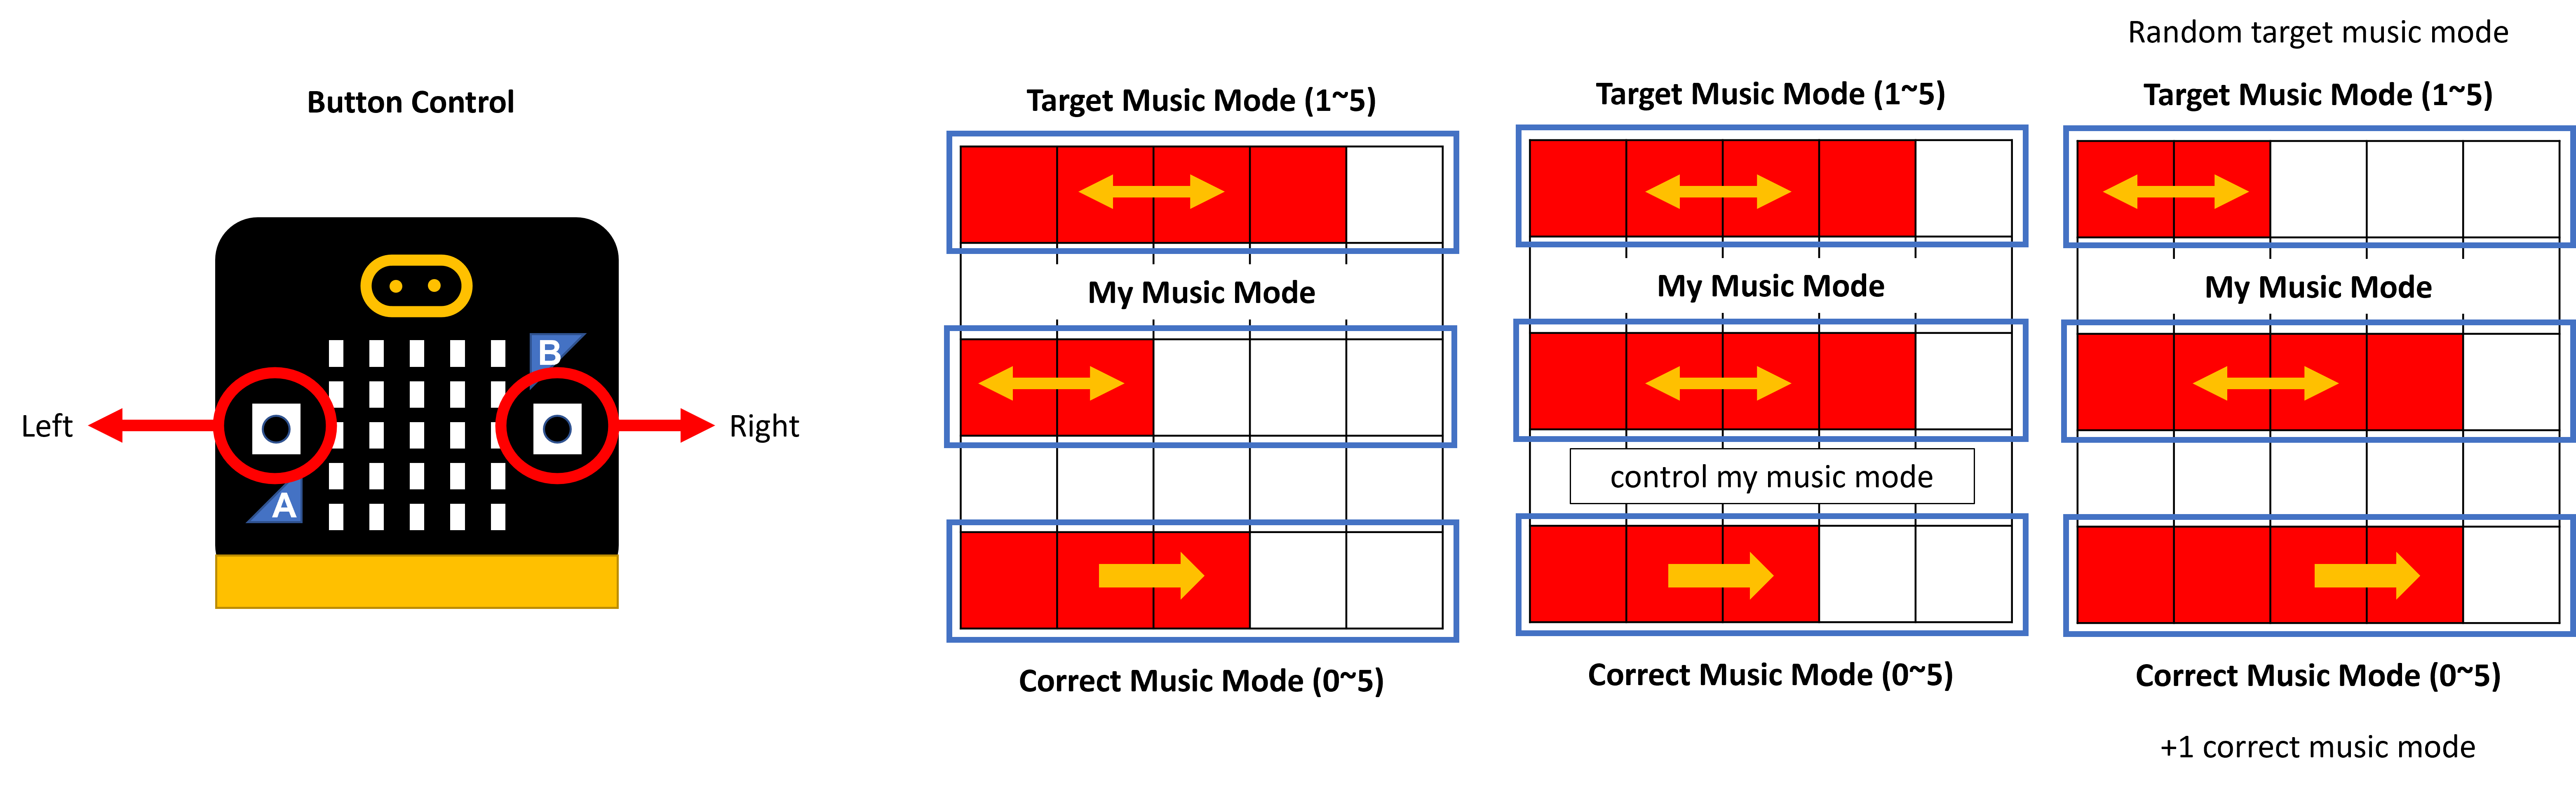 Button Control
B
A
Left
Right
Target Music Mode (1~5)
My Music Mode
Correct Music Mode (0~5)
Target Music Mode (1~5)
My Music Mode
control my music mode
Correct Music Mode (0~5)
Random target music mode
Target Music Mode (1~5)
My Music Mode
Correct Music Mode (0~5)
+1 correct music mode